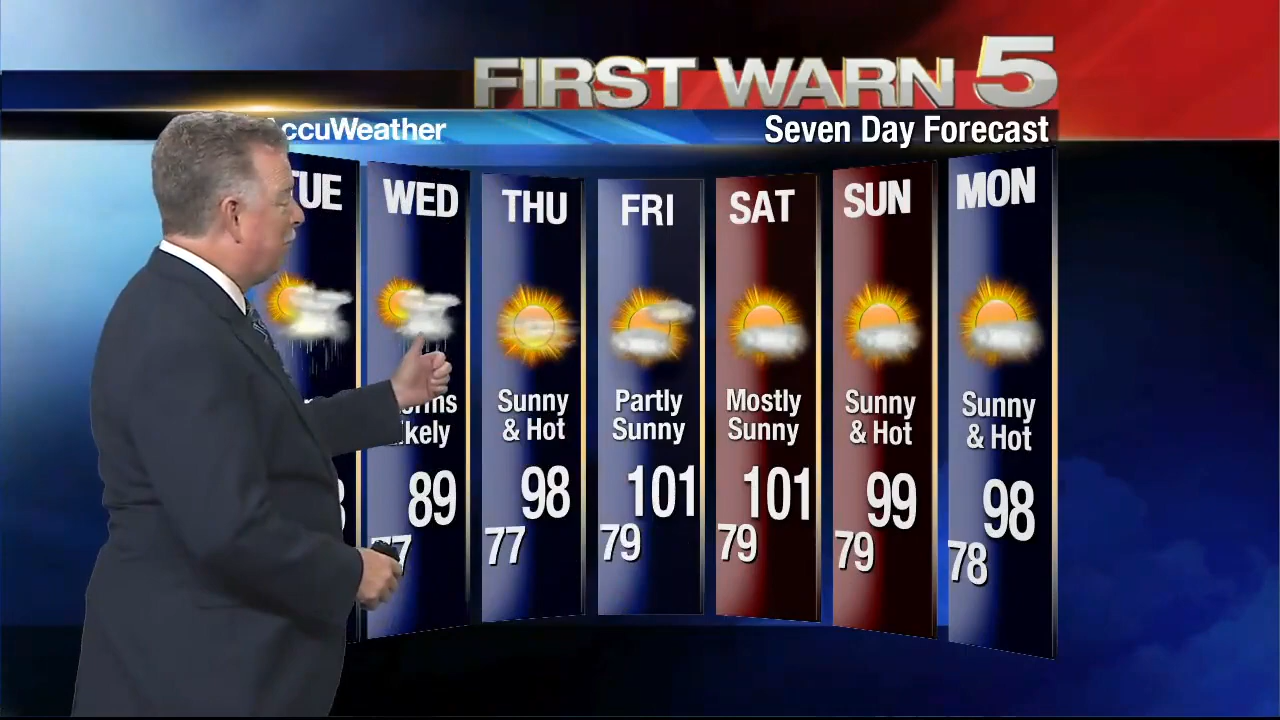 FIRST WARN 5
AccuWeather
Seven Day Forecast
TUE
WED
THU
FRI
SAT
SUN
MON
Sunny
& Hot
Partly
Sunny
Mostly
Sunny
Sunny
& Hot
Sunny
& Hot
89
98
77
101
79
101
79
99
79
98
78